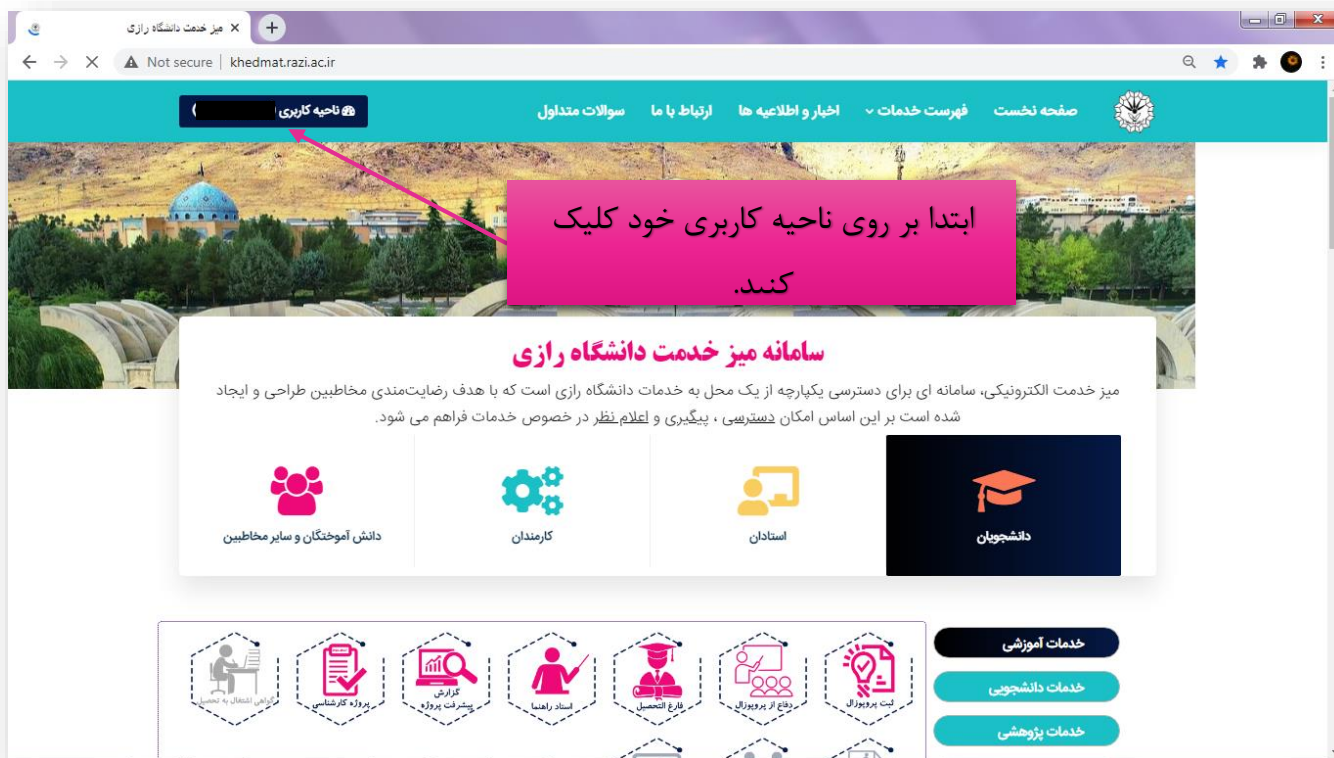 میز خدمت دانشگاه رازی
Not secure | khedmat.razi.ac.ir
صفحه نخست
فهرست خدمات
اخبار و اطلاعیه ها
ارتباط با ما
سوالات متداول
ناحیه کاربری ( )
ابتدا بر روی ناحیه کاربری خود کلیک
کنید.
سامانه میز خدمت دانشگاه رازی
میز خدمت الکترونیکی، سامانه ای برای دسترسی یکپارچه از یک محل به خدمات دانشگاه رازی است که با هدف رضایت‌مندی مخاطبین طراحی و ایجاد
شده است بر این اساس امکان دسترسی ، پیگیری و اعلام نظر در خصوص خدمات فراهم می شود.
دانشجویان
استادان
کارمندان
دانش آموختگان و سایر مخاطبین
خدمات آموزشی
خدمات دانشجویی
خدمات پژوهشی
ثبت پروپوزال
دفاع از پروپوزال
فارغ التحصیل
استاد راهنما
گزارش
پیشرفت پروژه
پروژه کارشناسی
گواهی اشتغال به تحصیل